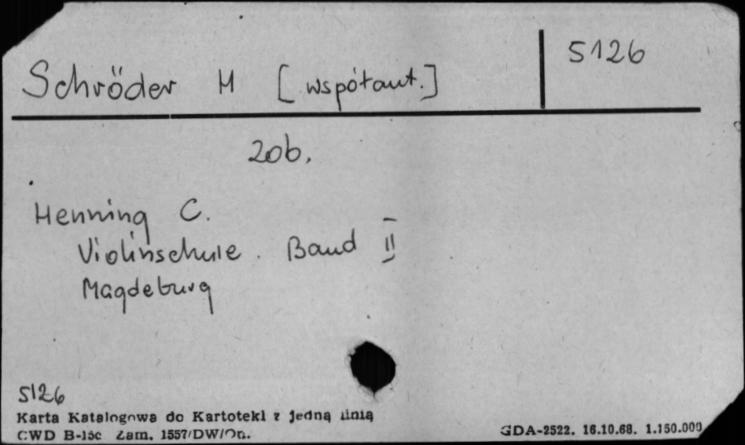 Schröder M [współaut.] 5126
zob.
Henning C.
Violinschule. Band II
Magdeburg
5126
Karta Katalogowa do Kartoteki z jedną linią
CWD B-15c Zam. 1557/DW/On. GDA-2522. 16.10.68. 1.150.000